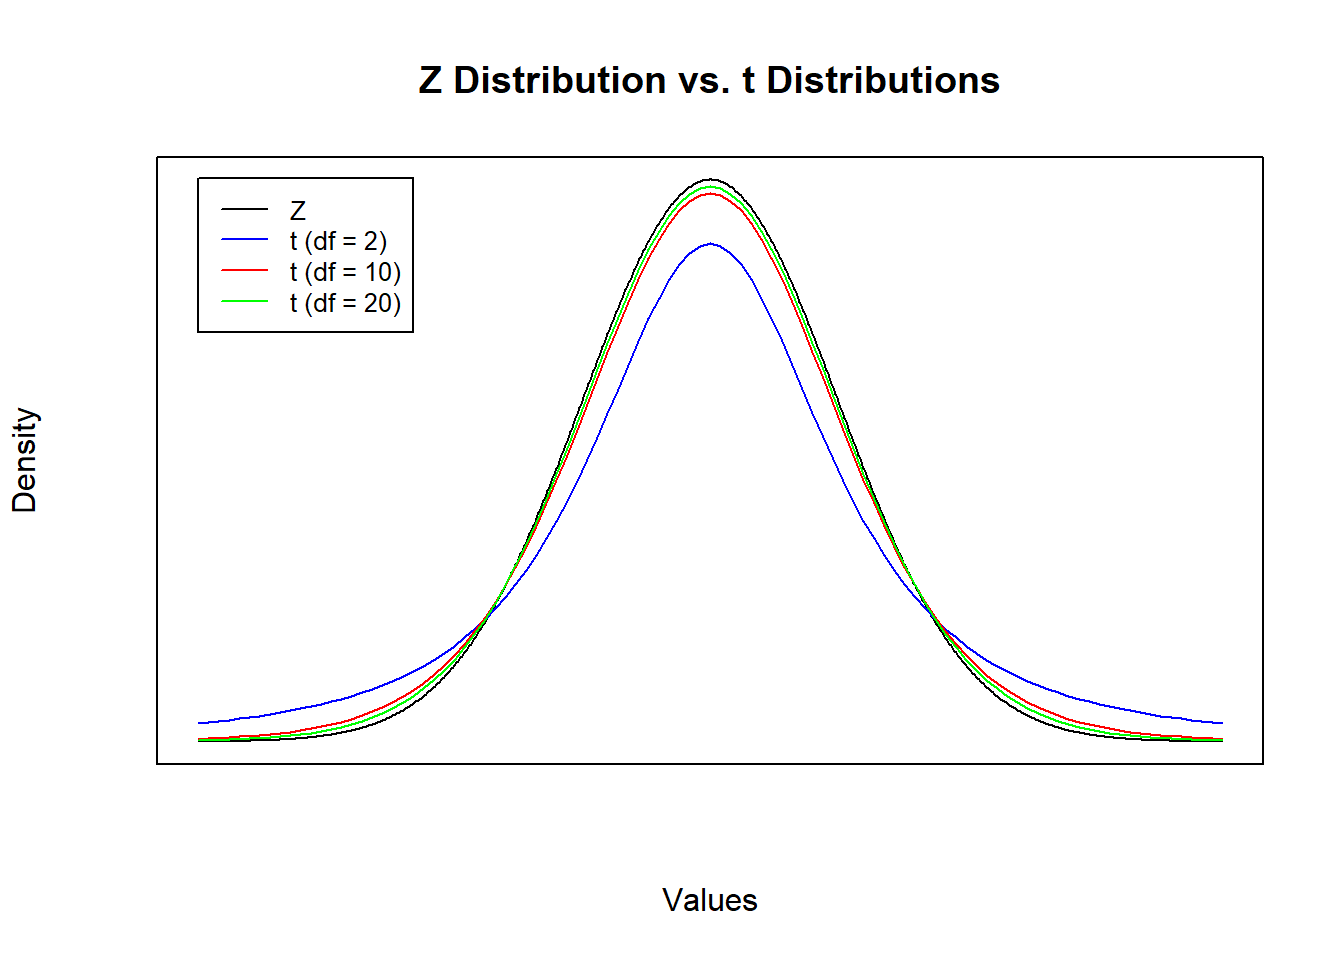 Z Distribution vs. t Distributions
Z
t (df = 2)
t (df = 10)
t (df = 20)
Density
Values